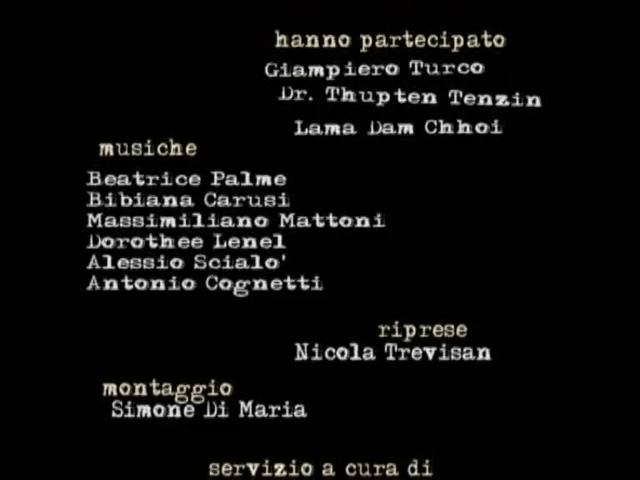 hanno partecipato
Giampiero Turco
Dr. Thupten Tenzin
Lama Dam Chhoi
musiche
Beatrice Palme
Bibiana Carusi
Massimiliano Mattoni
Dorothee Lenel
Alessio Scialo'
Antonio Cognetti
riprese
Nicola Trevisan
montaggio
Simone Di Maria
servizio a cura di